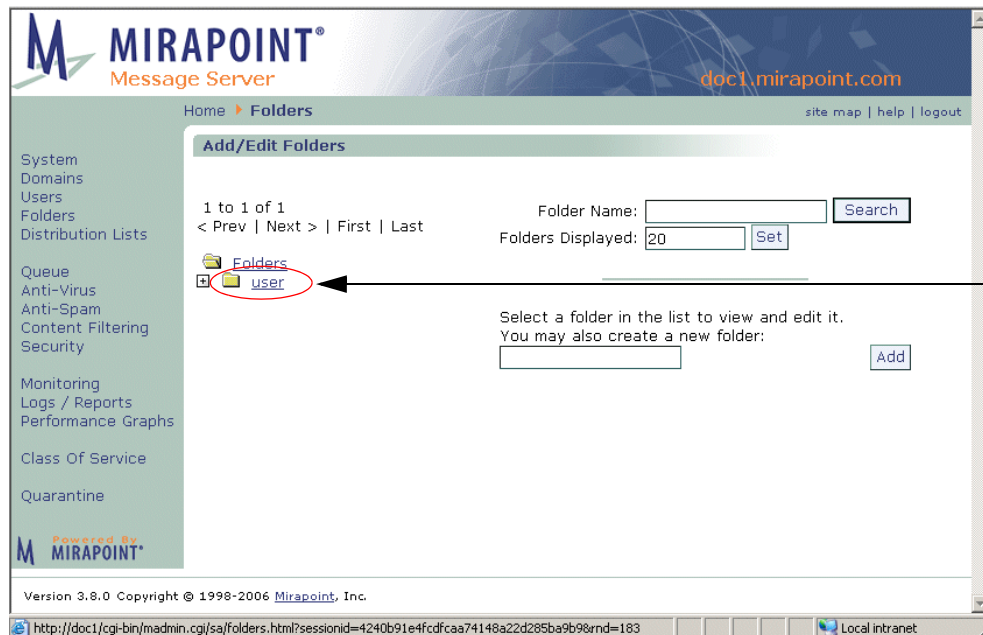 MIRAPOINT®
Message Server
doc1.mirapoint.com
Home Folders
site map | help | logout
System
Domains
Users
Folders
Distribution Lists
Queue
Anti-Virus
Anti-Spam
Content Filtering
Security
Monitoring
Logs / Reports
Performance Graphs
Class Of Service
Quarantine
Powered By
MIRAPOINT®
Add/Edit Folders
1 to 1 of 1
< Prev | Next > | First | Last
Folders
user
Folder Name: Search
Folders Displayed: 20 Set
Select a folder in the list to view and edit it.
You may also create a new folder:
Add
Version 3.8.0 Copyright © 1998-2006 Mirapoint, Inc.
http://doc1/cgi-bin/madmin.cgi/sa/folders.html?sessionid=4240b91e4fcdfcaa74148a22d285ba9b9&rnd=183
Local intranet